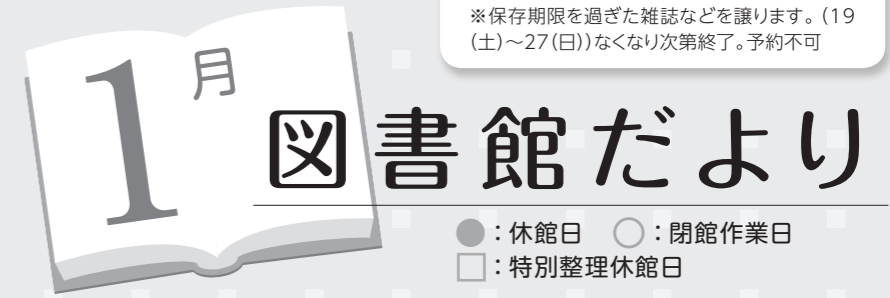 ※保存期限を過ぎた雑誌などを譲ります。(19
(土)～27(日))なくなり次第終了。予約不可
1月
図書館だより
●:休館日 ○:閉館作業日
□:特別整理休館日